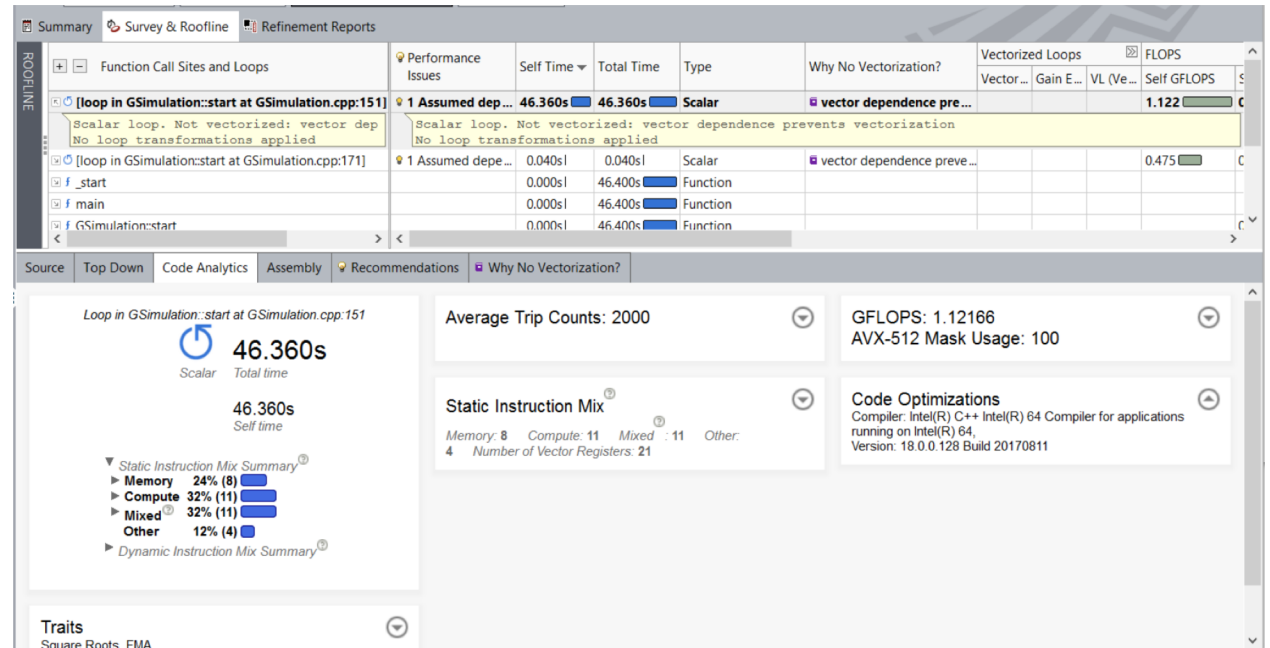 Summary Survey & Roofline Refinement Reports
ROOFLINE
+ - Function Call Sites and Loops
Performance Issues
Self Time Total Time Type Why No Vectorization?
Vectorized Loops FLOPS
Vector... Gain E... VL (Ve... Self GFLOPS
[loop in GSimulation::start at GSimulation.cpp:151] 1 Assumed dep... 46.360s 46.360s Scalar vector dependence pre... 1.122
Scalar loop. Not vectorized: vector dep Scalar loop. Not vectorized: vector dependence prevents vectorization
No loop transformations applied No loop transformations applied
[loop in GSimulation::start at GSimulation.cpp:171] 1 Assumed depe... 0.040s 0.040s Scalar vector dependence preve... 0.475
f _start 0.000s 46.400s Function
f main 0.000s 46.400s Function
f GSimulation::start 0.000s 46.400s Function
Source Top Down Code Analytics Assembly Recommendations Why No Vectorization?
Loop in GSimulation::start at GSimulation.cpp:151
46.360s
Scalar Total time
46.360s
Self time
Static Instruction Mix Summary
Memory 24% (8)
Compute 32% (11)
Mixed 32% (11)
Other 12% (4)
Dynamic Instruction Mix Summary
Traits
Square Roots, FMA
Average Trip Counts: 2000
Static Instruction Mix
Memory: 8 Compute: 11 Mixed : 11 Other:
4 Number of Vector Registers: 21
GFLOPS: 1.12166
AVX-512 Mask Usage: 100
Code Optimizations
Compiler: Intel(R) C++ Intel(R) 64 Compiler for applications
running on Intel(R) 64,
Version: 18.0.0.128 Build 20170811